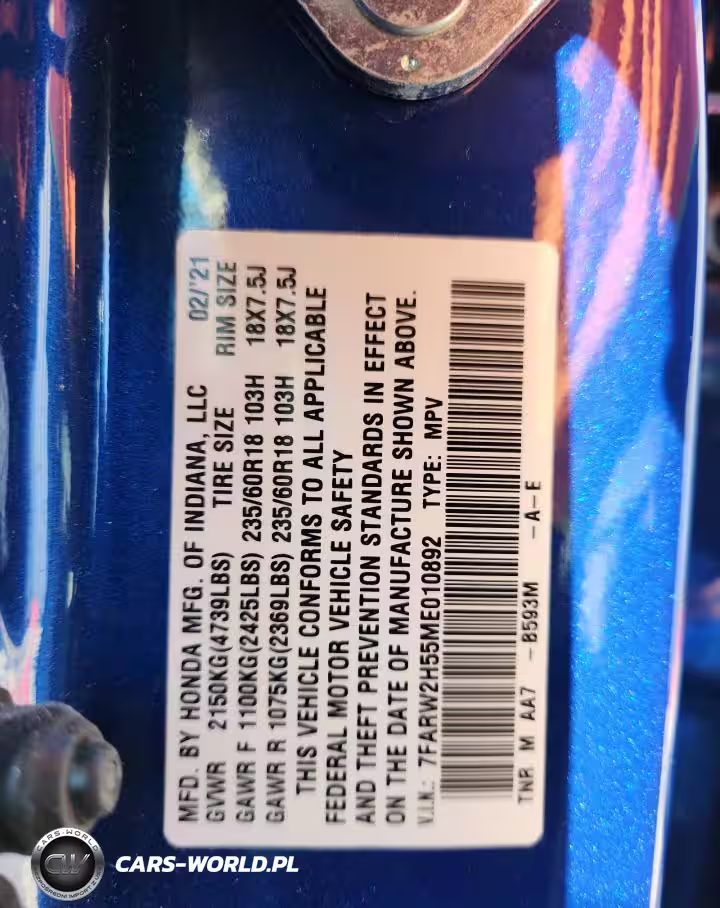 MFD. BY HONDA MFG. OF INDIANA, LLC 02/'21
GVWR 2150KG(4739LBS) TIRE SIZE RIM SIZE
GAWR F 1100KG(2425LBS) 235/60R18 103H 18X7.5J
GAWR R 1075KG(2369LBS) 235/60R18 103H 18X7.5J
THIS VEHICLE CONFORMS TO ALL APPLICABLE
FEDERAL MOTOR VEHICLE SAFETY
AND THEFT PREVENTION STANDARDS IN EFFECT
ON THE DATE OF MANUFACTURE SHOWN ABOVE.
V.I.N.: 7FARW2H55ME010892 TYPE: MPV
TNR M AA7 -B593M -A-E
CARS-WORLD
CW
CARS-WORLD.PL